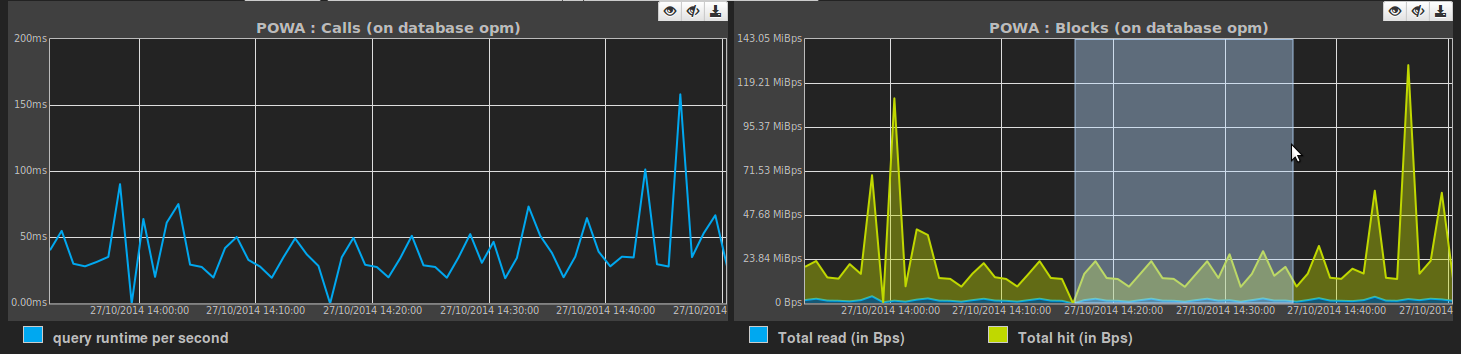 POWA : Calls (on database opm)
200ms
150ms
100ms
50ms
0.00ms
27/10/2014 14:00:00
27/10/2014 14:10:00
27/10/2014 14:20:00
27/10/2014 14:30:00
27/10/2014 14:40:00
27/10/2014
query runtime per second
POWA : Blocks (on database opm)
143.05 MiBps
119.21 MiBps
95.37 MiBps
71.53 MiBps
47.68 MiBps
23.84 MiBps
0 Bps
27/10/2014 14:00:00
27/10/2014 14:10:00
27/10/2014 14:20:00
27/10/2014 14:30:00
27/10/2014 14:40:00
27/10/2014
Total read (in Bps)
Total hit (in Bps)